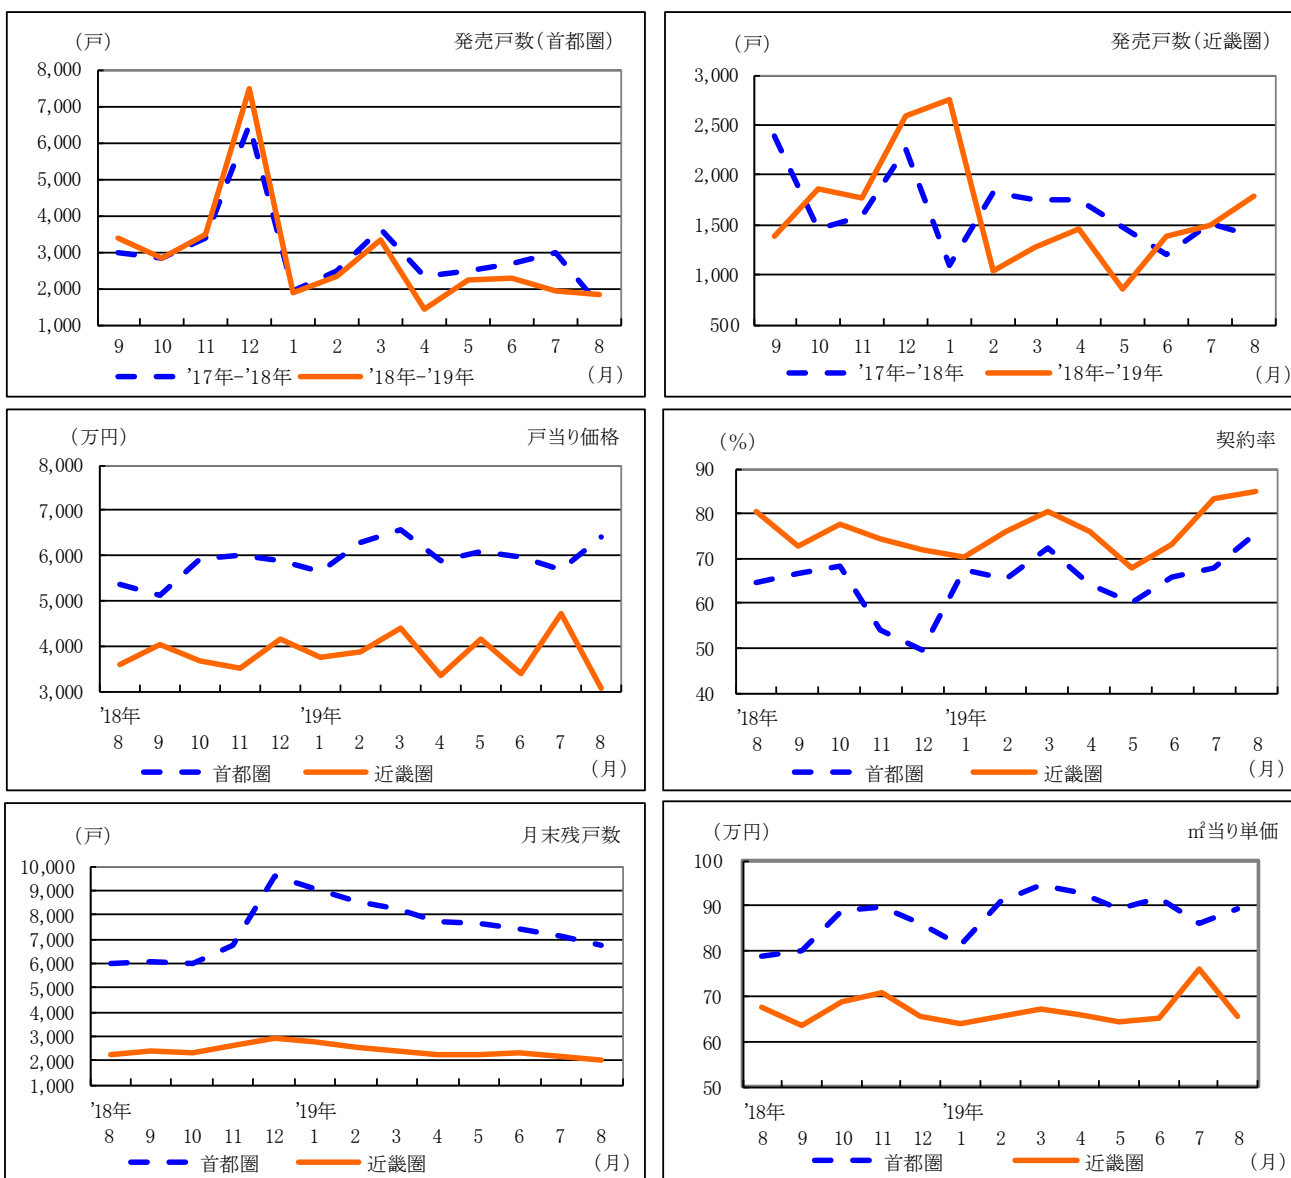 (戸) 発売戸数(首都圏)
8,000
7,000
6,000
5,000
4,000
3,000
2,000
1,000
9 10 11 12 1 2 3 4 5 6 7 8
'17年-'18年 '18年-'19年 (月)
(戸) 発売戸数(近畿圏)
3,000
2,500
2,000
1,500
1,000
500
9 10 11 12 1 2 3 4 5 6 7 8
'17年-'18年 '18年-'19年 (月)
(万円) 戸当り価格
8,000
7,000
6,000
5,000
4,000
3,000
'18年 '19年
8 9 10 11 12 1 2 3 4 5 6 7 8
首都圏 近畿圏 (月)
(%) 契約率
90
80
70
60
50
40
'18年 '19年
8 9 10 11 12 1 2 3 4 5 6 7 8
首都圏 近畿圏 (月)
(戸) 月末残戸数
10,000
9,000
8,000
7,000
6,000
5,000
4,000
3,000
2,000
1,000
'18年 '19年
8 9 10 11 12 1 2 3 4 5 6 7 8
首都圏 近畿圏 (月)
(万円) ㎡当り単価
100
90
80
70
60
50
'18年 '19年
8 9 10 11 12 1 2 3 4 5 6 7 8
首都圏 近畿圏 (月)